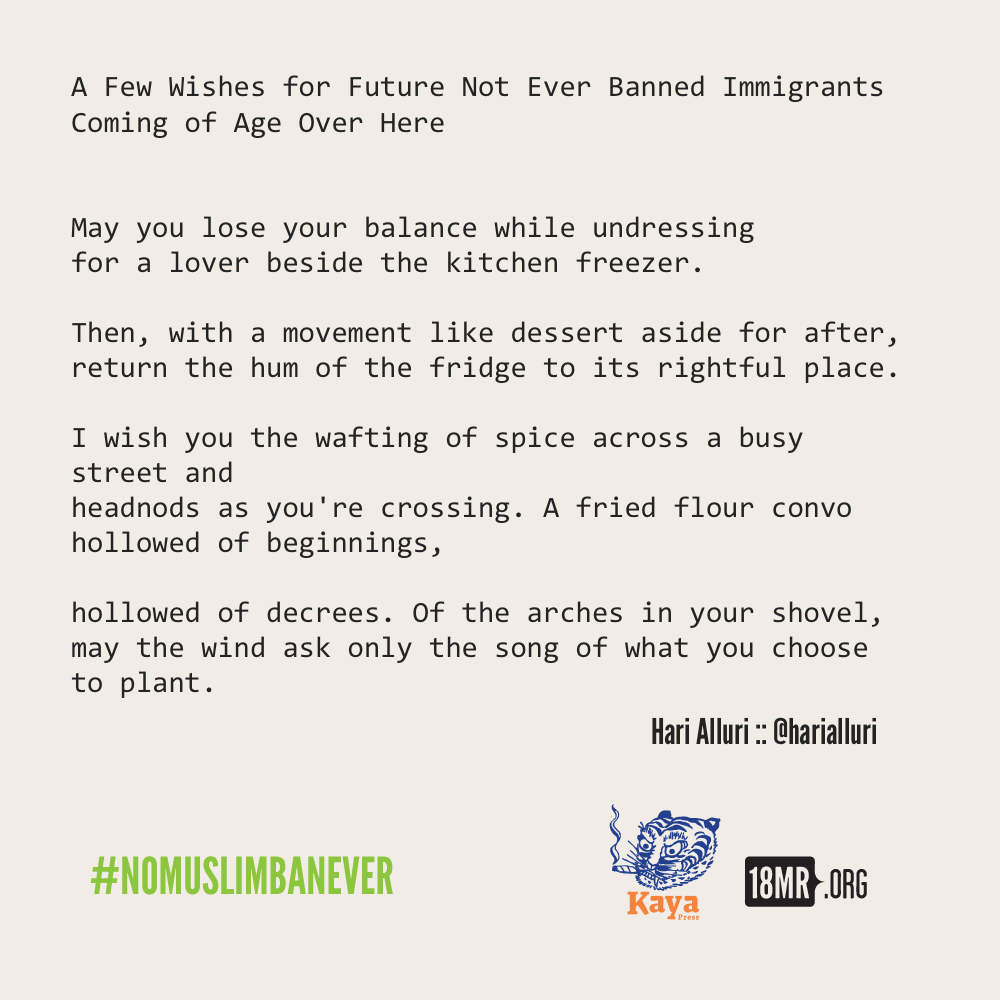 A Few Wishes for Future Not Ever Banned Immigrants
Coming of Age Over Here
May you lose your balance while undressing
for a lover beside the kitchen freezer.
Then, with a movement like dessert aside for after,
return the hum of the fridge to its rightful place.
I wish you the wafting of spice across a busy
street and
headnods as you're crossing. A fried flour convo
hollowed of beginnings,
hollowed of decrees. Of the arches in your shovel,
may the wind ask only the song of what you choose
to plant.
Hari Alluri :: @harialluri
#NOMUSLIMBANEVER
Kaya
Press
18MR.ORG